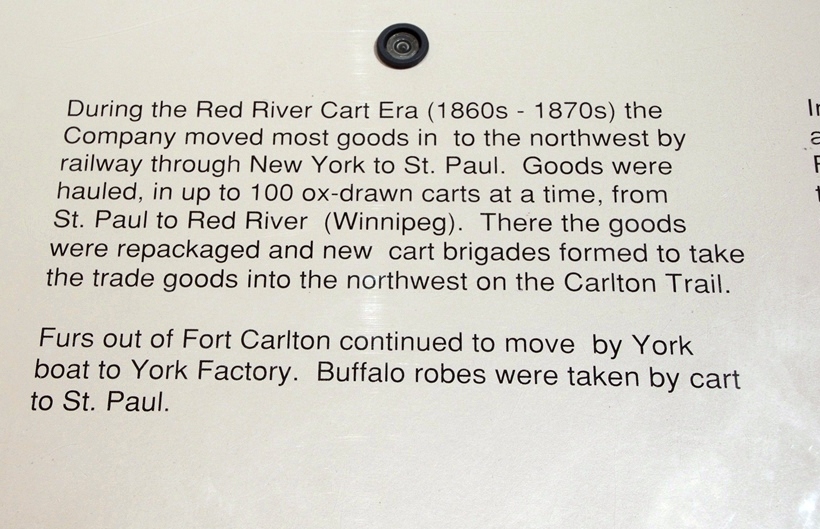 During the Red River Cart Era (1860s - 1870s) the
Company moved most goods in to the northwest by
railway through New York to St. Paul. Goods were
hauled, in up to 100 ox-drawn carts at a time, from
St. Paul to Red River (Winnipeg). There the goods
were repackaged and new cart brigades formed to take
the trade goods into the northwest on the Carlton Trail.
Furs out of Fort Carlton continued to move by York
boat to York Factory. Buffalo robes were taken by cart
to St. Paul.